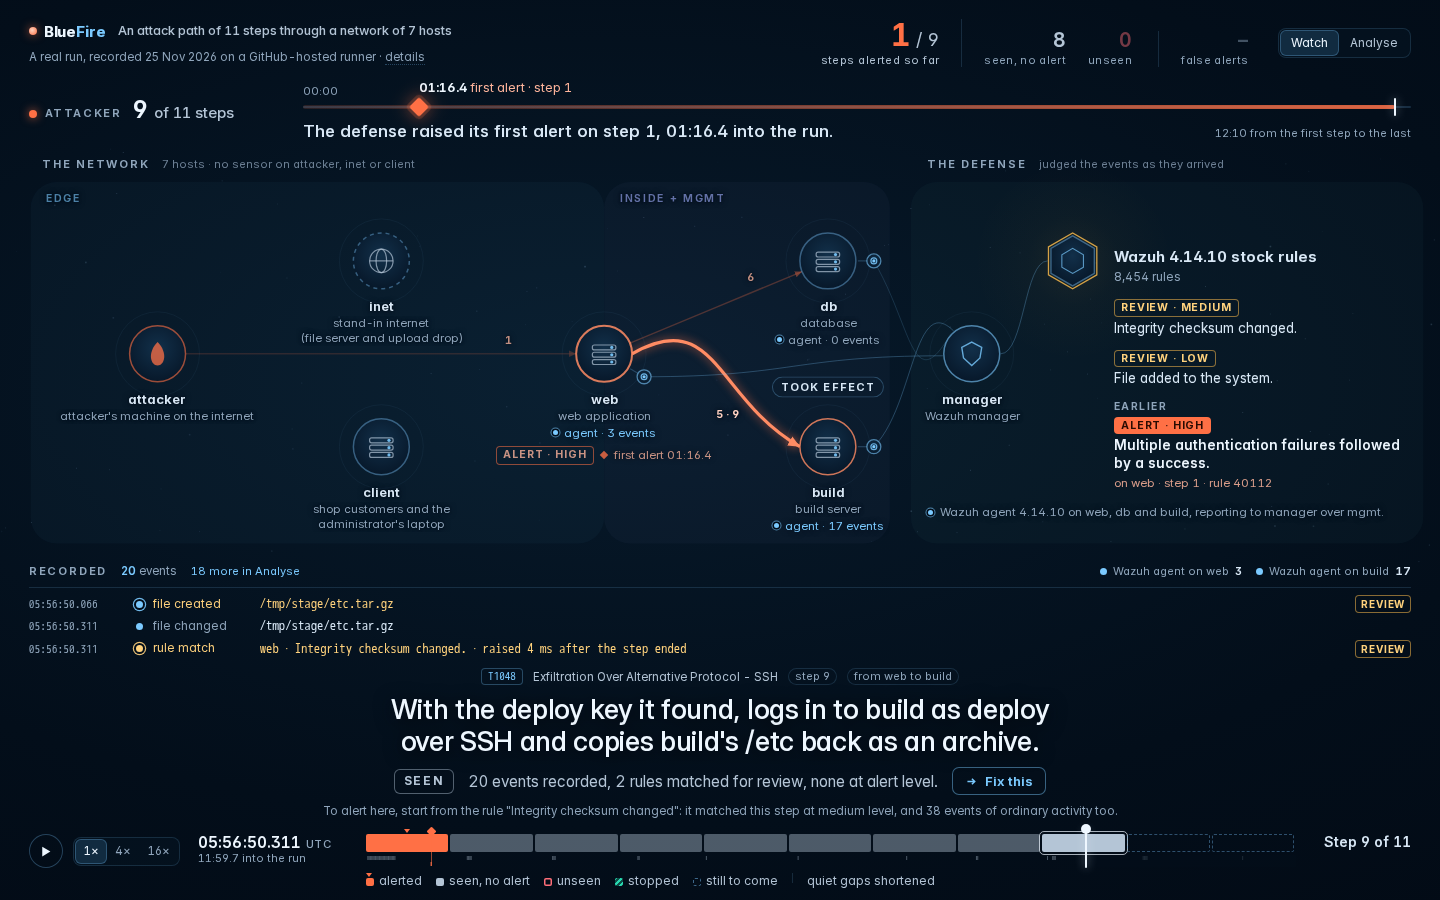 BlueFire An attack path of 11 steps through a network of 7 hosts
A real run, recorded 25 Nov 2026 on a GitHub-hosted runner · details
1 / 9
steps alerted so far
8
seen, no alert
0
unseen
–
false alerts
Watch Analyse
ATTACKER 9 of 11 steps
00:00
01:16.4 first alert · step 1
The defense raised its first alert on step 1, 01:16.4 into the run.
12:10 from the first step to the last
THE NETWORK 7 hosts · no sensor on attacker, inet or client
THE DEFENSE judged the events as they arrived
EDGE
INSIDE + MGMT
inet
stand-in internet
(file server and upload drop)
1
6
db
database
agent · 0 events
attacker
attacker's machine on the internet
web
web application
agent · 3 events
ALERT · HIGH first alert 01:16.4
TOOK EFFECT
5 · 9
client
shop customers and the
administrator's laptop
build
build server
agent · 17 events
manager
Wazuh manager
Wazuh 4.14.10 stock rules
8,454 rules
REVIEW · MEDIUM
Integrity checksum changed.
REVIEW · LOW
File added to the system.
EARLIER
ALERT · HIGH
Multiple authentication failures followed
by a success.
on web · step 1 · rule 40112
Wazuh agent 4.14.10 on web, db and build, reporting to manager over mgmt.
RECORDED 20 events 18 more in Analyse
Wazuh agent on web 3 Wazuh agent on build 17
05:56:50.066 file created /tmp/stage/etc.tar.gz REVIEW
05:56:50.311 file changed /tmp/stage/etc.tar.gz
05:56:50.311 rule match web · Integrity checksum changed. · raised 4 ms after the step ended REVIEW
T1048 Exfiltration Over Alternative Protocol - SSH step 9 from web to build
With the deploy key it found, logs in to build as deploy
over SSH and copies build's /etc back as an archive.
SEEN 20 events recorded, 2 rules matched for review, none at alert level. → Fix this
To alert here, start from the rule "Integrity checksum changed": it matched this step at medium level, and 38 events of ordinary activity too.
1× 4× 16×
05:56:50.311 UTC
11:59.7 into the run
Step 9 of 11
alerted seen, no alert unseen stopped still to come quiet gaps shortened